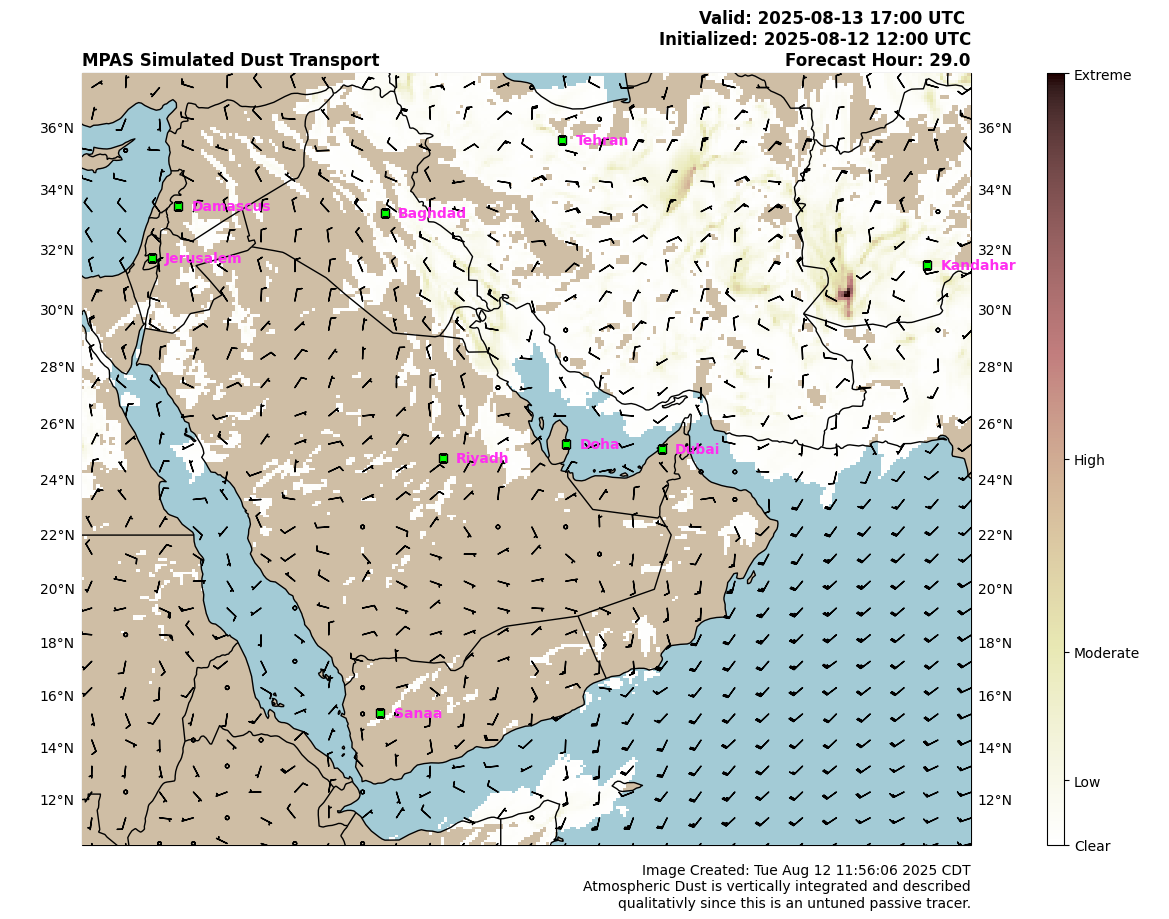 Valid: 2025-08-13 17:00 UTC
Initialized: 2025-08-12 12:00 UTC
MPAS Simulated Dust Transport
Forecast Hour: 29.0
Extreme
36°N
36°N
Tehran
34°N
34°N
Damascus
Baghdad
32°N
32°N
Jerusalem
Kandahar
30°N
30°N
28°N
28°N
26°N
26°N
Doha
Dubai
Riyadh
High
24°N
24°N
22°N
22°N
20°N
20°N
18°N
18°N
Moderate
16°N
16°N
Sanaa
14°N
14°N
Low
12°N
12°N
Clear
Image Created: Tue Aug 12 11:56:06 2025 CDT
Atmospheric Dust is vertically integrated and described
qualitativly since this is an untuned passive tracer.